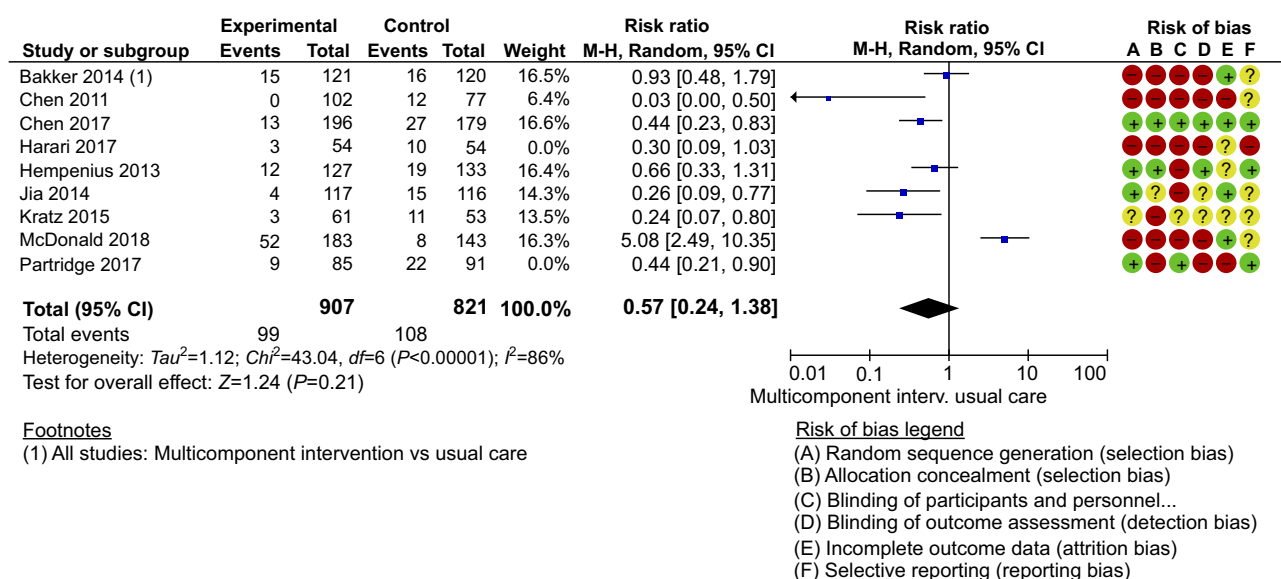 Experimental Control Risk ratio Risk ratio Risk of bias
Study or subgroup Events Total Events Total Weight M-H, Random, 95% CI M-H, Random, 95% CI A B C D E F
Bakker 2014 (1) 15 121 16 120 16.5% 0.93 [0.48, 1.79] − − − − + ?
Chen 2011 0 102 12 77 6.4% 0.03 [0.00, 0.50] − − − − − ?
Chen 2017 13 196 27 179 16.6% 0.44 [0.23, 0.83] + + + + + +
Harari 2017 3 54 10 54 0.0% 0.30 [0.09, 1.03] − − − − ? −
Hempenius 2013 12 127 19 133 16.4% 0.66 [0.33, 1.31] + + − + ? +
Jia 2014 4 117 15 116 14.3% 0.26 [0.09, 0.77] + ? − ? + ?
Kratz 2015 3 61 11 53 13.5% 0.24 [0.07, 0.80] ? − ? ? ? ?
McDonald 2018 52 183 8 143 16.3% 5.08 [2.49, 10.35] − − − − + ?
Partridge 2017 9 85 22 91 0.0% 0.44 [0.21, 0.90] + − + − − +
Total (95% CI) 907 821 100.0% 0.57 [0.24, 1.38]
Total events 99 108
Heterogeneity: Tau²=1.12; Chi²=43.04, df=6 (P<0.00001); I²=86%
Test for overall effect: Z=1.24 (P=0.21)
0.01 0.1 1 10 100
Multicomponent interv. usual care
Footnotes
(1) All studies: Multicomponent intervention vs usual care
Risk of bias legend
(A) Random sequence generation (selection bias)
(B) Allocation concealment (selection bias)
(C) Blinding of participants and personnel...
(D) Blinding of outcome assessment (detection bias)
(E) Incomplete outcome data (attrition bias)
(F) Selective reporting (reporting bias)